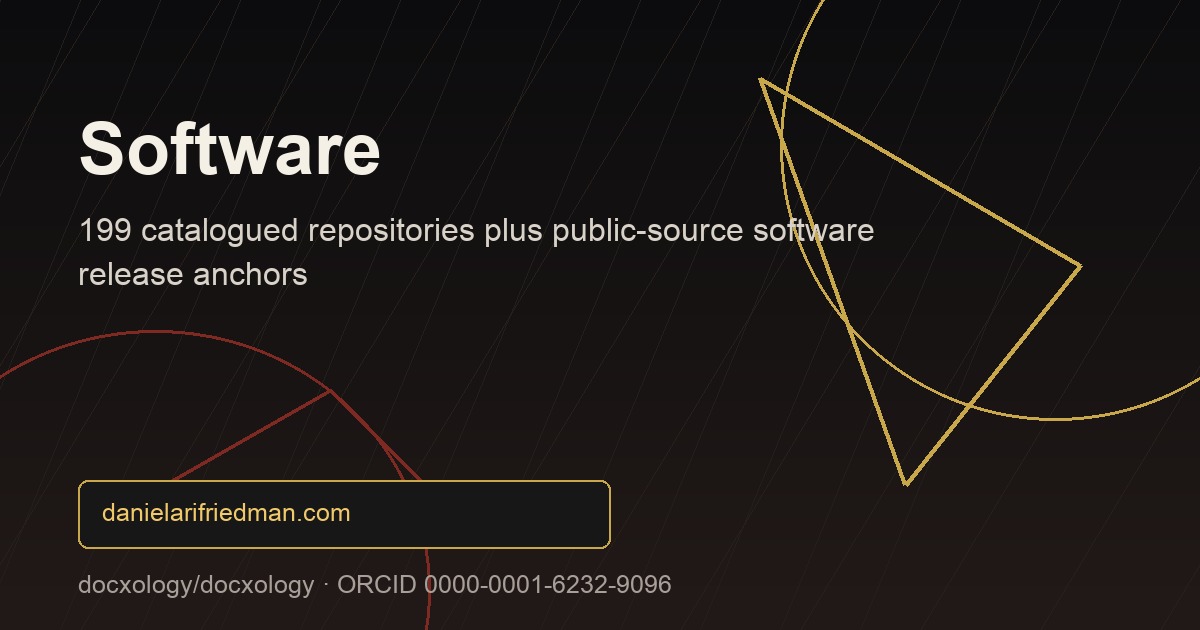 Software
199 catalogued repositories plus public-source software
release anchors
danielarifriedman.com
docxology/docxology · ORCID 0000-0001-6232-9096